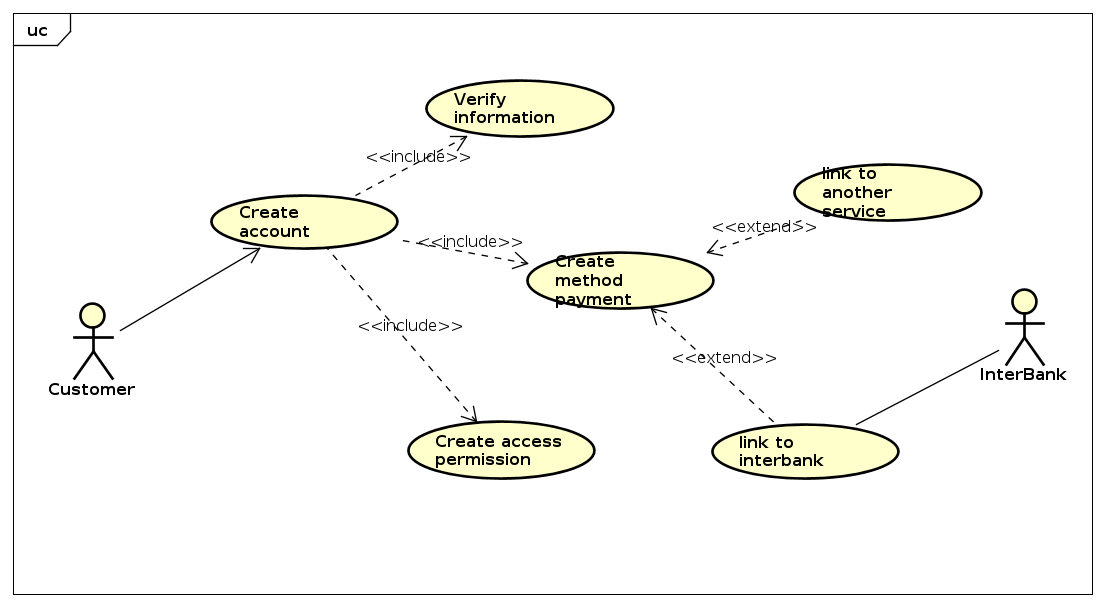 uc
Verify
information
<<include>>
link to
another
service
Create
account
<<extend>>
<<include>>
Create
method
payment
<<include>>
<<extend>>
InterBank
Customer
Create access
permission
link to
interbank